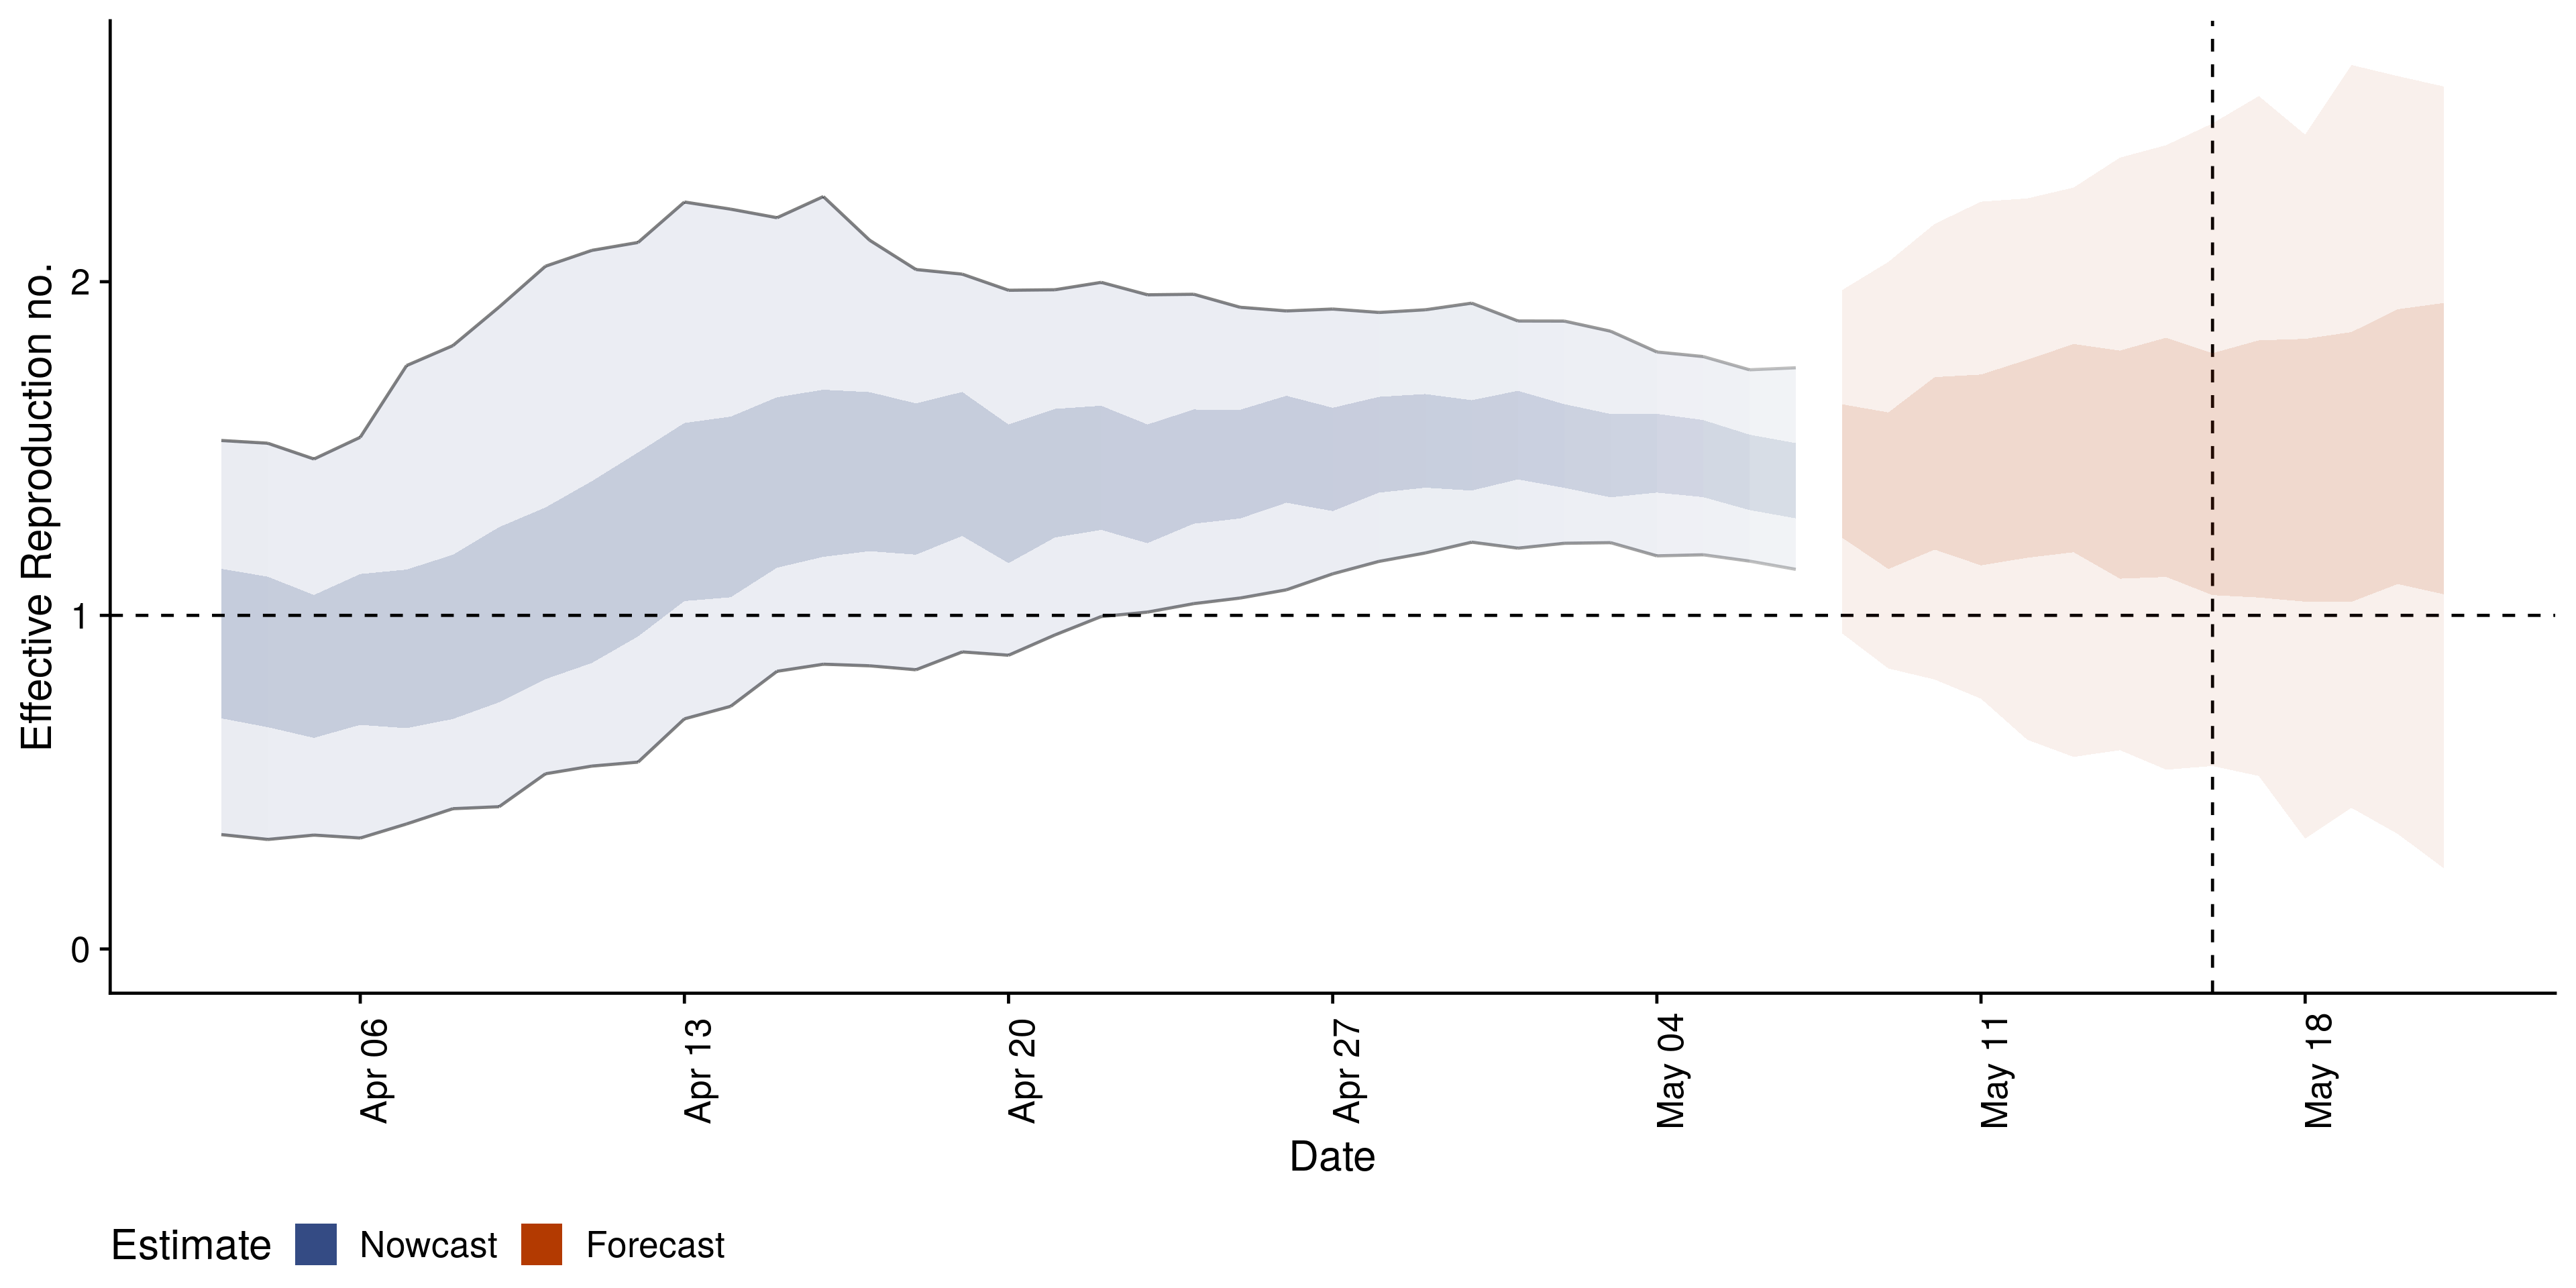 Effective Reproduction no.
2
1
0
Apr 06
Apr 13
Apr 20
Apr 27
May 04
May 11
May 18
Date
Estimate Nowcast Forecast